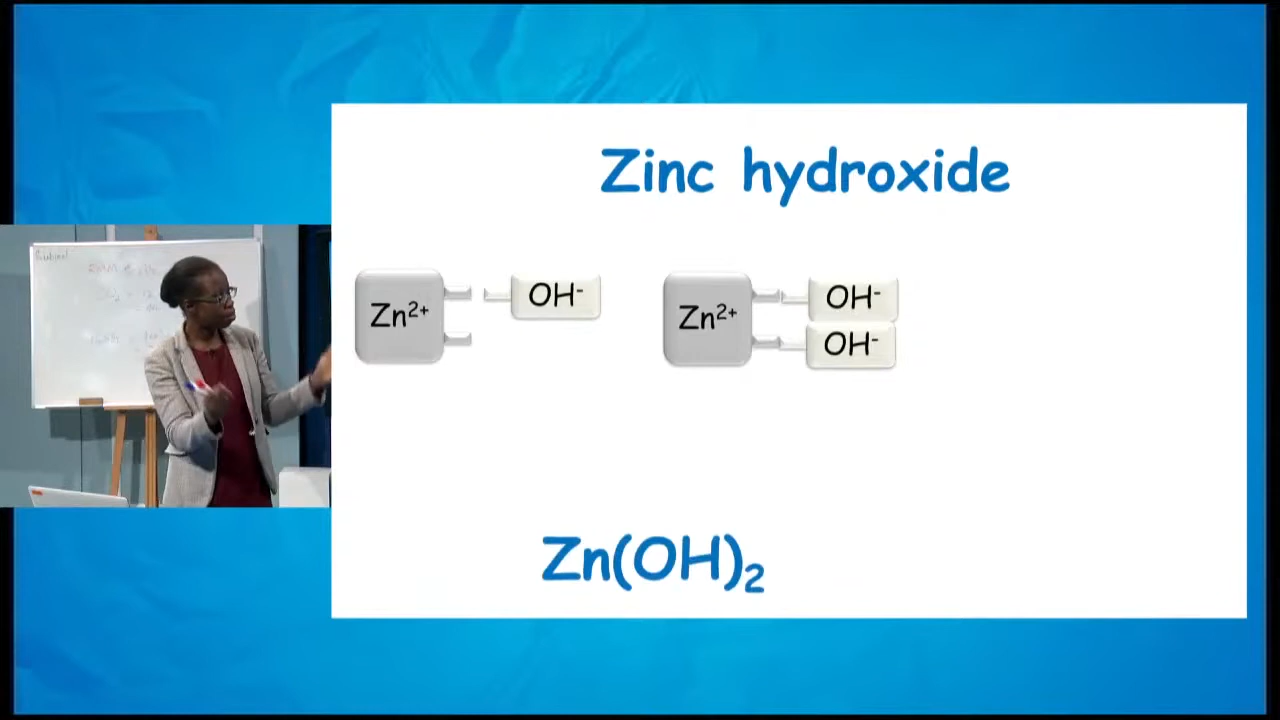 Zinc hydroxide
Zn²⁺ OH⁻ Zn²⁺ OH⁻
OH⁻
Zn(OH)₂